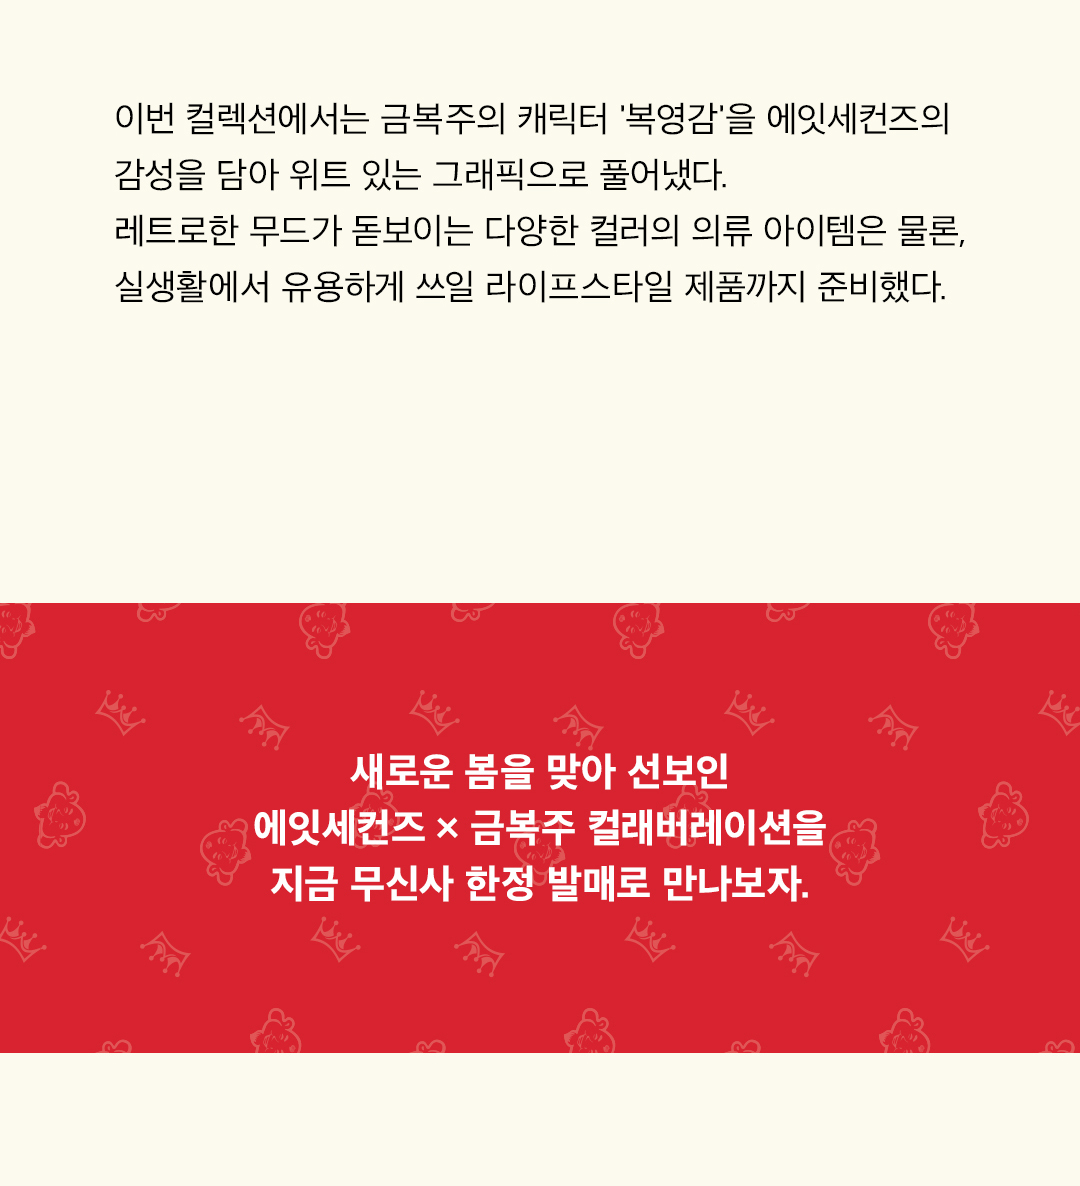 이번 컬렉션에서는 금복주의 캐릭터 '복영감'을 에잇세컨즈의
감성을 담아 위트 있는 그래픽으로 풀어냈다.
레트로한 무드가 돋보이는 다양한 컬러의 의류 아이템은 물론,
실생활에서 유용하게 쓰일 라이프스타일 제품까지 준비했다.
새로운 봄을 맞아 선보인
에잇세컨즈 × 금복주 컬래버레이션을
지금 무신사 한정 발매로 만나보자.